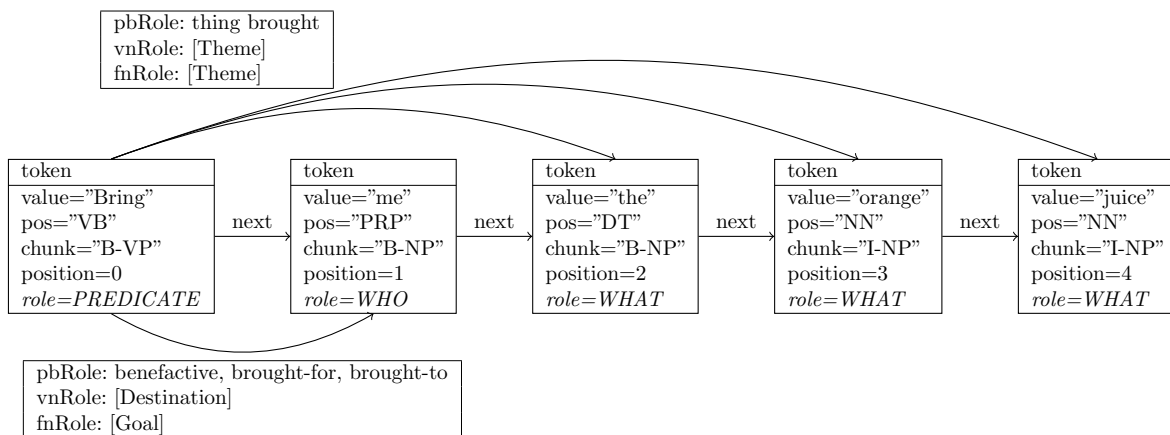 pbRole: thing brought
vnRole: [Theme]
fnRole: [Theme]
token
value=”Bring”
pos=”VB”
chunk=”B-VP”
position=0
role=PREDICATE
next
token
value=”me”
pos=”PRP”
chunk=”B-NP”
position=1
role=WHO
next
token
value=”the”
pos=”DT”
chunk=”B-NP”
position=2
role=WHAT
next
token
value=”orange”
pos=”NN”
chunk=”I-NP”
position=3
role=WHAT
next
token
value=”juice”
pos=”NN”
chunk=”I-NP”
position=4
role=WHAT
pbRole: benefactive, brought-for, brought-to
vnRole: [Destination]
fnRole: [Goal]